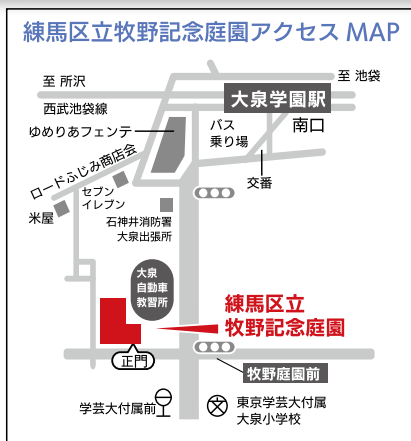 練馬区立牧野記念庭園アクセス MAP
至 所沢
至 池袋
西武池袋線
大泉学園駅
ゆめりあフェンテ
バス
乗り場
南口
ロードふじみ商店会
交番
セブン
イレブン
米屋
石神井消防署
大泉出張所
大泉
自動車
教習所
練馬区立
牧野記念庭園
正門
牧野庭園前
学芸大付属前
東京学芸大付属
大泉小学校
文